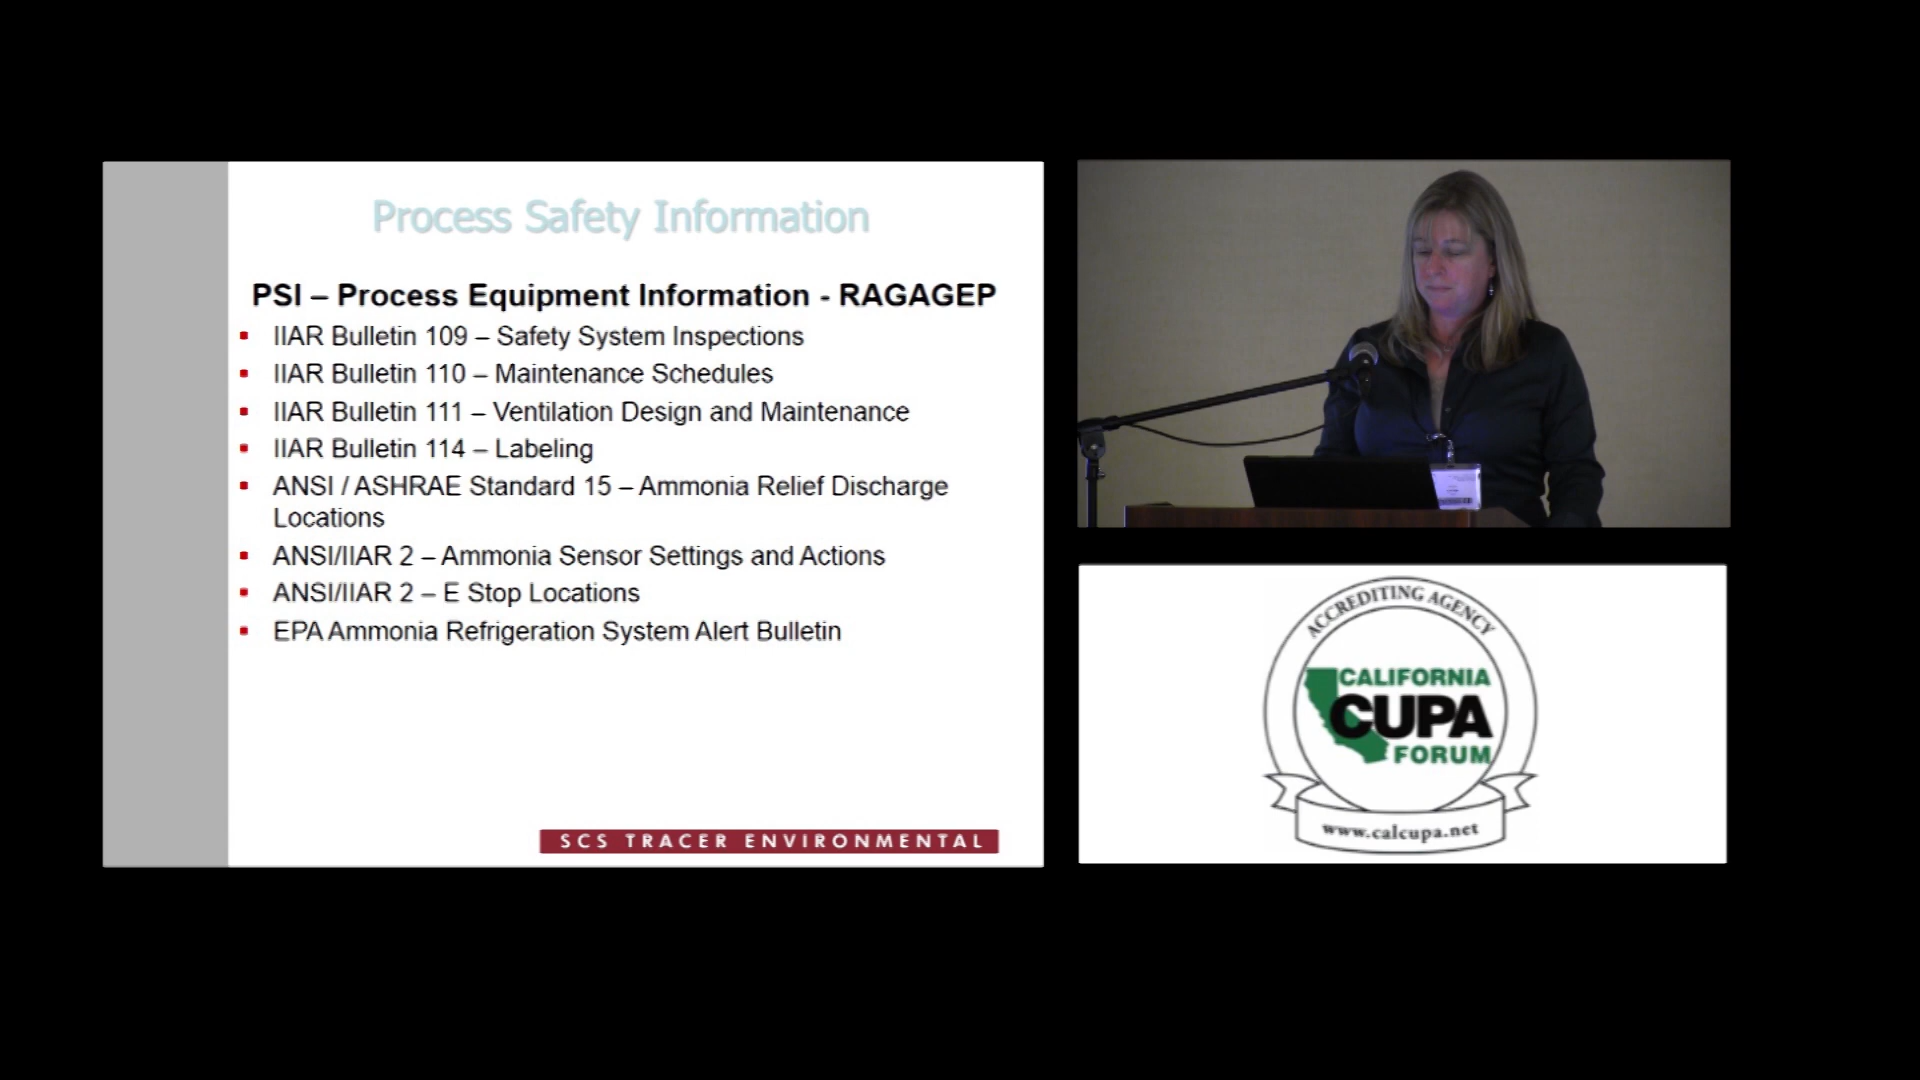 Process Safety Information
PSI – Process Equipment Information - RAGAGEP
IIAR Bulletin 109 – Safety System Inspections
IIAR Bulletin 110 – Maintenance Schedules
IIAR Bulletin 111 – Ventilation Design and Maintenance
IIAR Bulletin 114 – Labeling
ANSI / ASHRAE Standard 15 – Ammonia Relief Discharge
Locations
ANSI/IIAR 2 – Ammonia Sensor Settings and Actions
ANSI/IIAR 2 – E Stop Locations
EPA Ammonia Refrigeration System Alert Bulletin
SCS TRACER ENVIRONMENTAL
ACCREDITING AGENCY
CALIFORNIA
CUPA
FORUM
www.calcupa.net